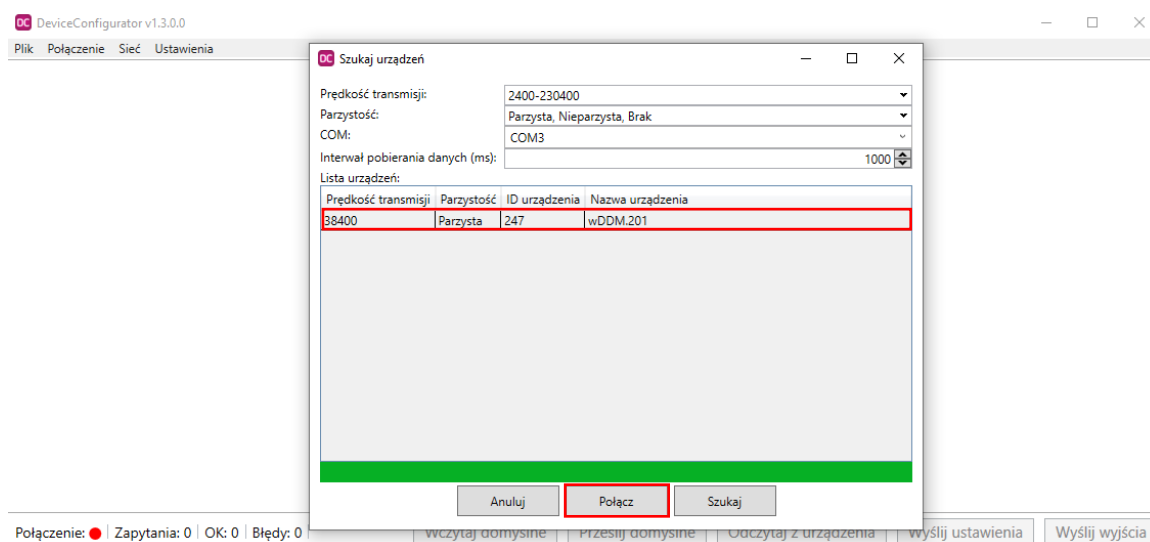 DC DeviceConfigurator v1.3.0.0
Plik Połączenie Sieć Ustawienia
DC Szukaj urządzeń
Prędkość transmisji: 2400-230400
Parzystość: Parzysta, Nieparzysta, Brak
COM: COM3
Interwał pobierania danych (ms): 1000
Lista urządzeń:
Prędkość transmisji Parzystość ID urządzenia Nazwa urządzenia
38400 Parzysta 247 wDDM.201
Anuluj Połącz Szukaj
Połączenie: Zapytania: 0 OK: 0 Błędy: 0 Wczytaj domyślne Prześlij domyślne Odczytaj z urządzenia Wyślij ustawienia Wyślij wyjścia